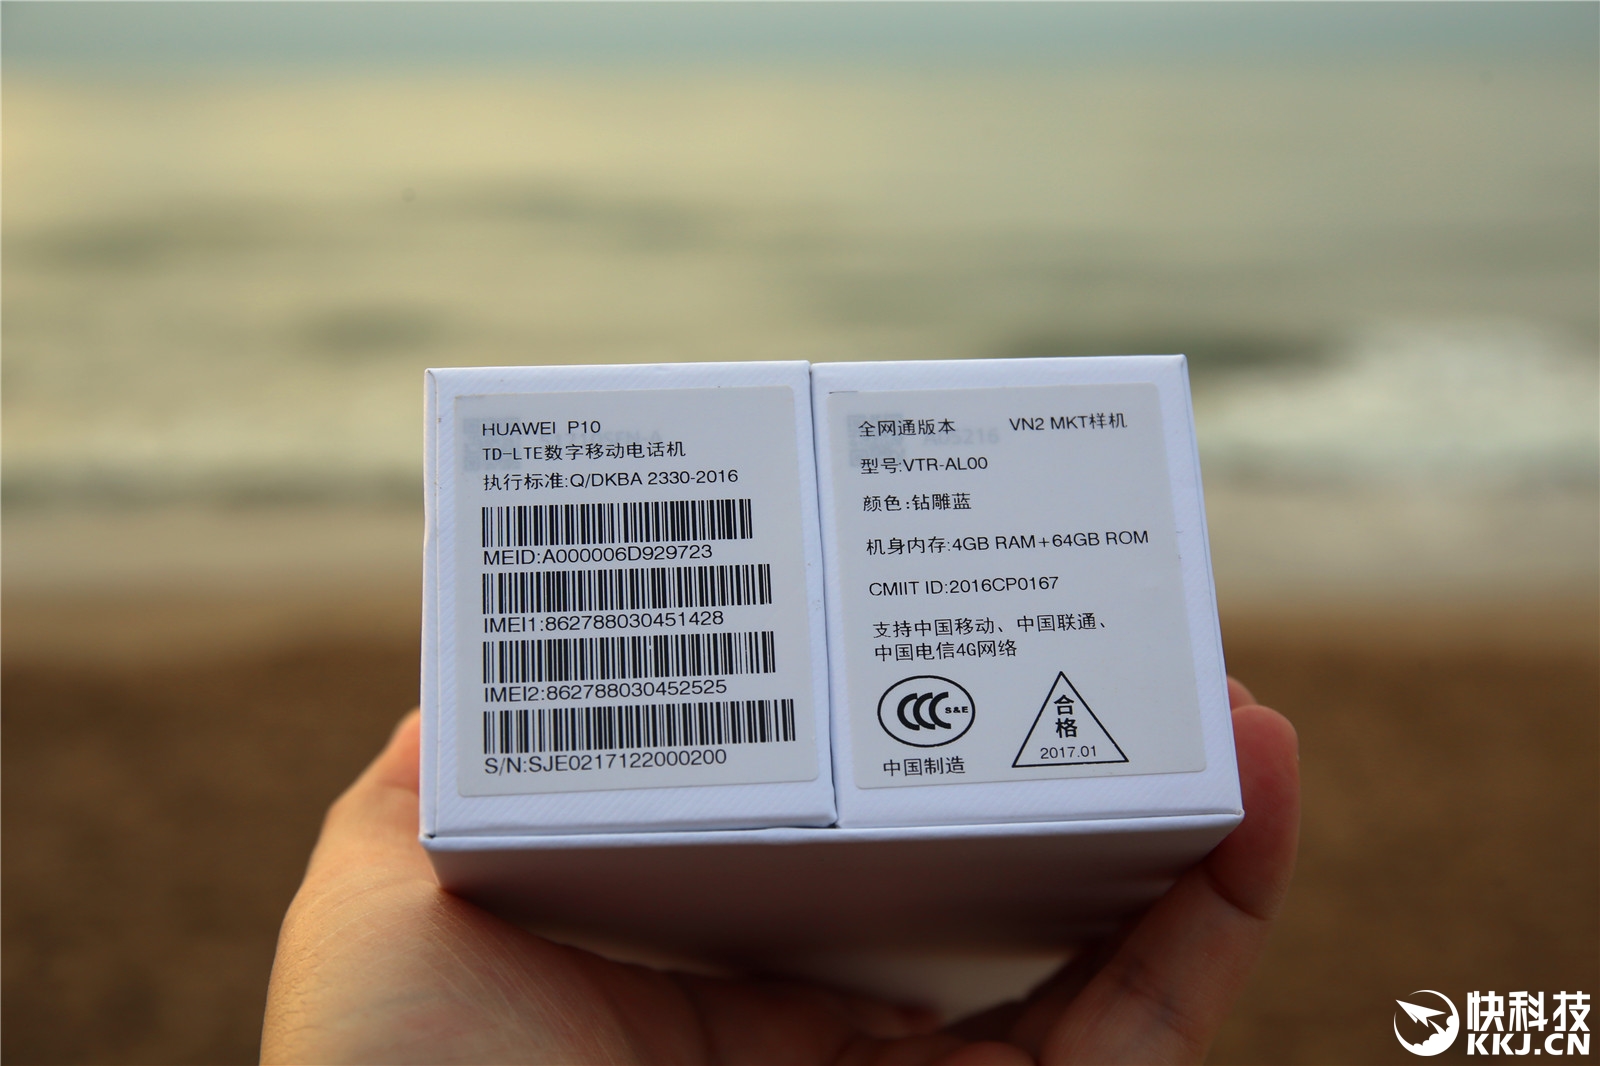 HUAWEI P10
TD-LTE数字移动电话机
执行标准:Q/DKBA 2330-2016
MEID:A000006D929723
IMEI1:862788030451428
IMEI2:862788030452525
S/N:SJE0217122000200
全网通版本 VN2 MKT样机
型号:VTR-AL00
颜色:钻雕蓝
机身内存:4GB RAM+64GB ROM
CMIIT ID:2016CP0167
支持中国移动、中国联通、
中国电信4G网络
CCC S&E
中国制造
合
格
2017.01
快科技
KKJ.CN